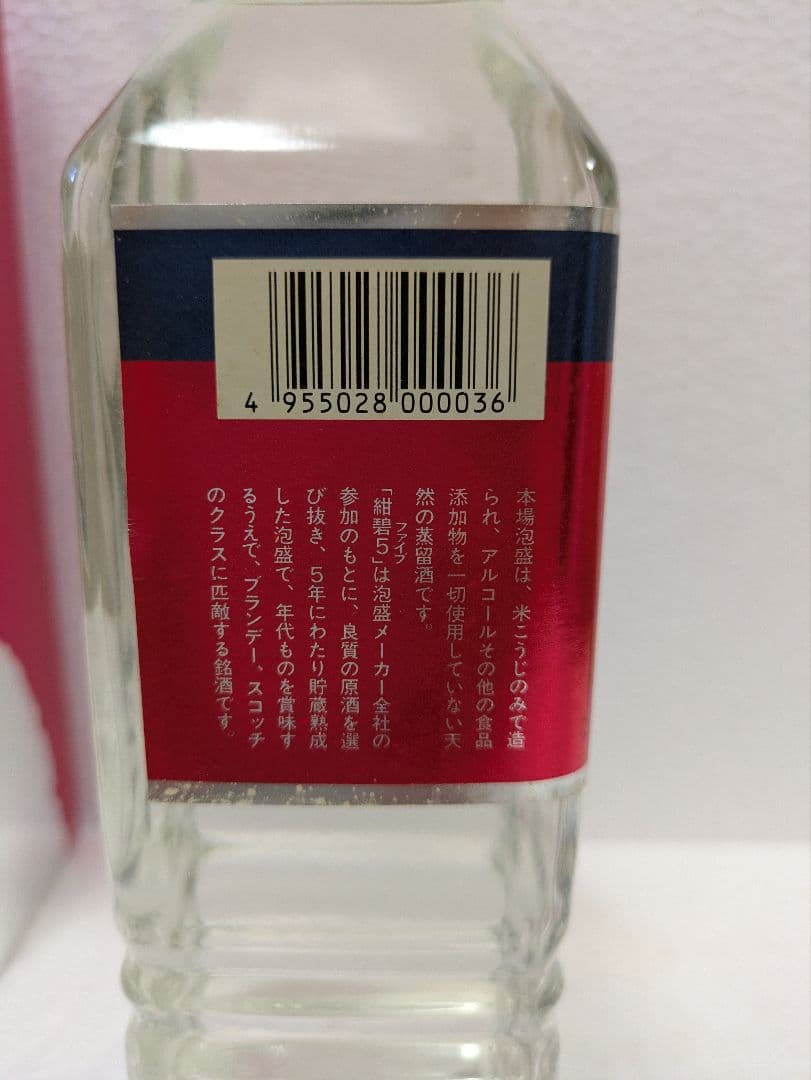 4 955028 000036
本場泡盛は、米こうじのみで造
られ、アルコールその他の食品
添加物を一切使用していない天
然の蒸留酒です。
「紺碧5」は泡盛メーカー全社の
ファイブ
参加のもとに、良質の原酒を選
び抜き、5年にわたり貯蔵熟成
した泡盛で、年代ものを賞味す
るうえで、ブランデー、スコッチ
のクラスに匹敵する銘酒です。